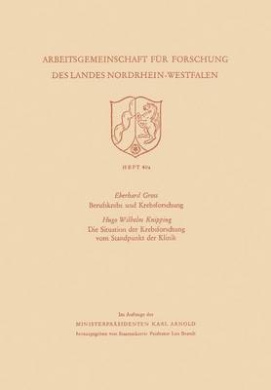 ARBEITSGEMEINSCHAFT FÜR FORSCHUNG
DES LANDES NORDRHEIN-WESTFALEN
HEFT
Eberhard Gross
Berufskrebs und Krebsforschung
Hugo Wilhelm Knipping
Die Situation der Krebsforschung
vom Standpunkt der Klinik
Im Auftrage des
MINISTERPRÄSIDENTEN KARL ARNOLD
herausgegeben von Staatssekretär Professor Leo Brandt